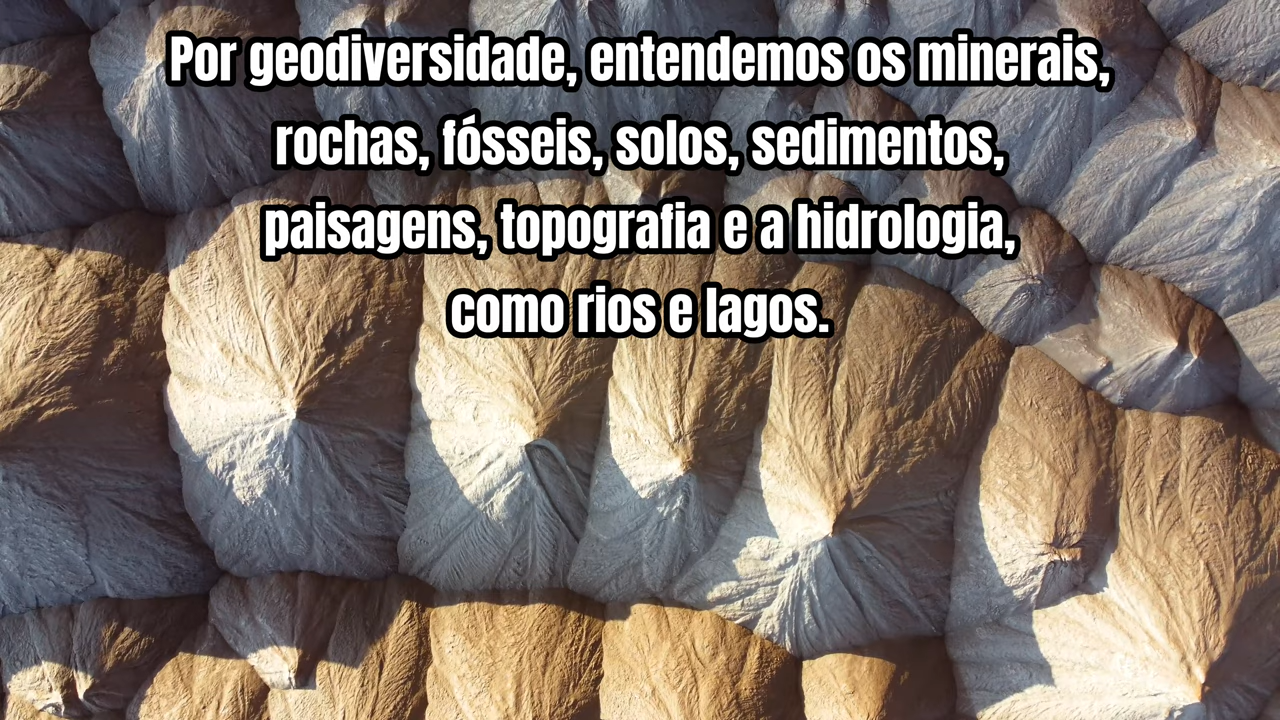 Por geodiversidade, entendemos os minerais,
rochas, fósseis, solos, sedimentos,
paisagens, topografia e a hidrologia,
como rios e lagos.